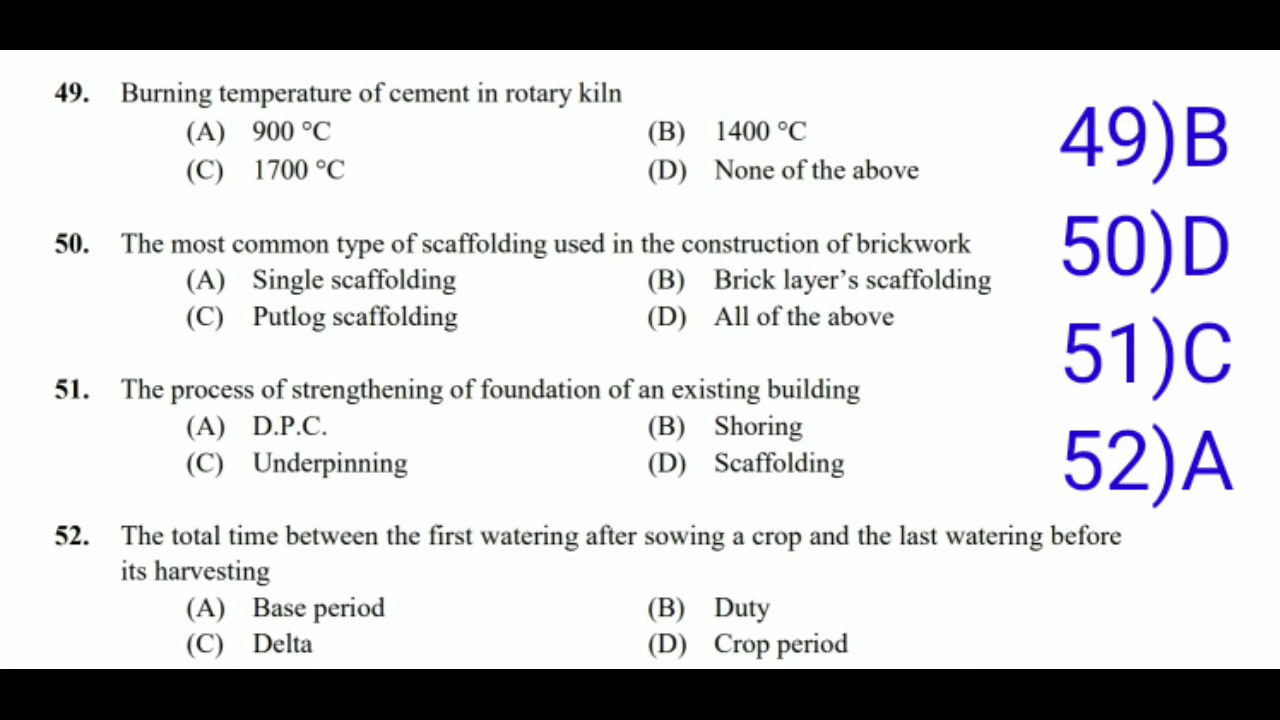 49. Burning temperature of cement in rotary kiln
(A) 900 °C (B) 1400 °C
(C) 1700 °C (D) None of the above
50. The most common type of scaffolding used in the construction of brickwork
(A) Single scaffolding (B) Brick layer's scaffolding
(C) Putlog scaffolding (D) All of the above
51. The process of strengthening of foundation of an existing building
(A) D.P.C. (B) Shoring
(C) Underpinning (D) Scaffolding
52. The total time between the first watering after sowing a crop and the last watering before
its harvesting
(A) Base period (B) Duty
(C) Delta (D) Crop period
49)B
50)D
51)C
52)A